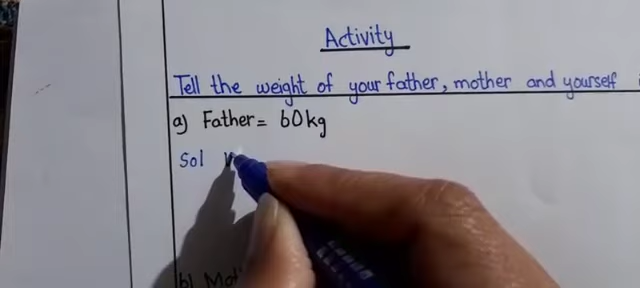 Activity
Tell the weight of your father, mother and yourself
a) Father = 60kg
Sol
b)